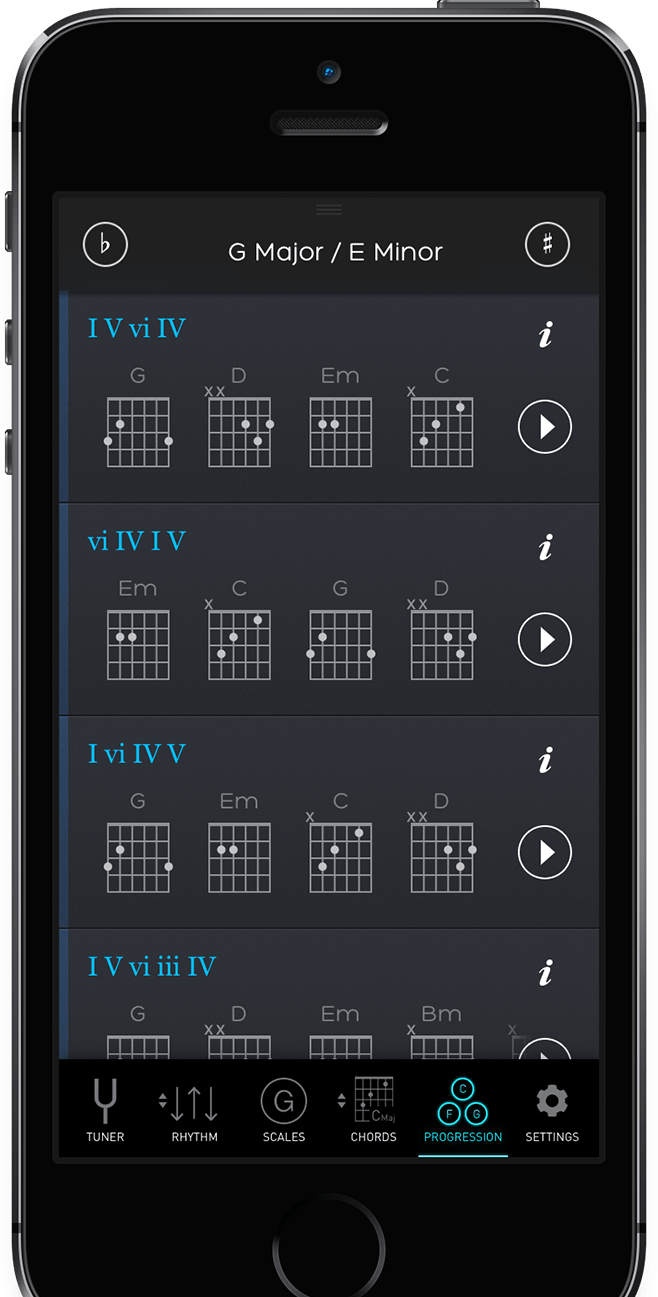 ♭ G Major / E Minor ♯
I V vi IV i
G D Em C
xx x
vi IV I V i
Em C G D
x xx
I vi IV V i
G Em C D
x xx
I V vi iii IV i
G D Em Bm
xx x x
G C Maj C F G
TUNER RHYTHM SCALES CHORDS PROGRESSION SETTINGS